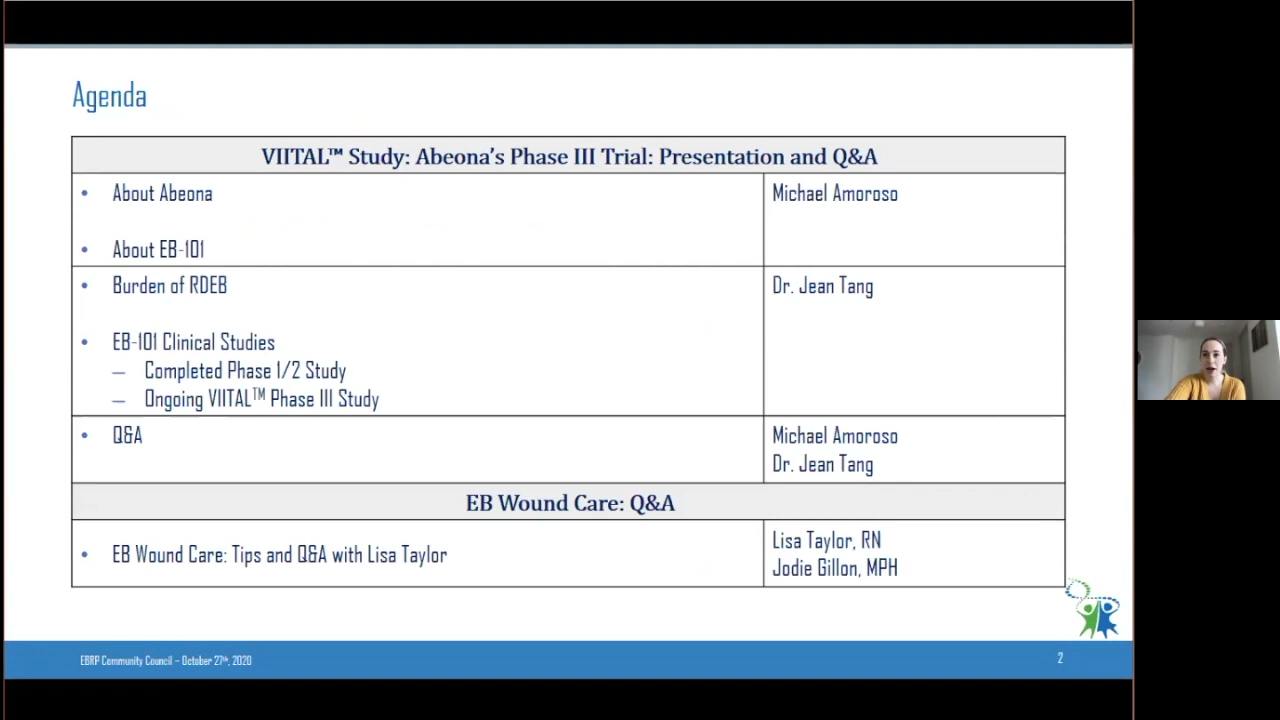 Agenda
VIITAL™ Study: Abeona's Phase III Trial: Presentation and Q&A
• About Abeona
Michael Amoroso
• About EB-101
• Burden of RDEB
Dr. Jean Tang
• EB-101 Clinical Studies
– Completed Phase 1/2 Study
– Ongoing VIITAL™ Phase III Study
• Q&A
Michael Amoroso
Dr. Jean Tang
EB Wound Care: Q&A
• EB Wound Care: Tips and Q&A with Lisa Taylor
Lisa Taylor, RN
Jodie Gillon, MPH
EBRP Community Council – October 27th, 2020
2